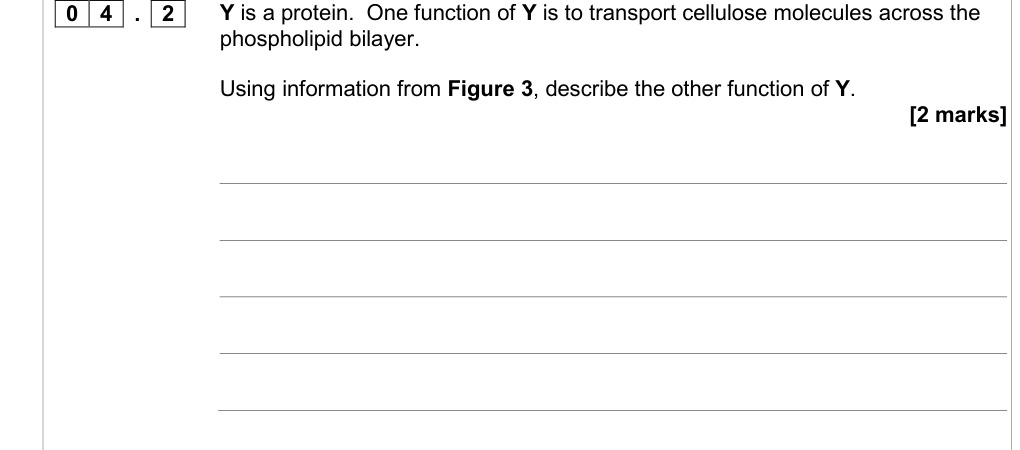 0 4 . 2 Y is a protein. One function of Y is to transport cellulose molecules across the
phospholipid bilayer.
Using information from Figure 3, describe the other function of Y.
[2 marks]